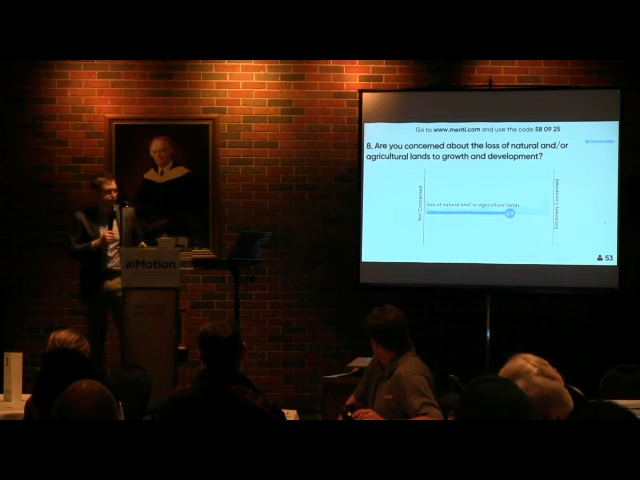 Go to www.menti.com and use the code 58 09 25
8. Are you concerned about the loss of natural and/or
agricultural lands to growth and development?
Mentimeter
Not Concerned
loss of natural and/or agricultural lands
Extremely Concerned
53
inMotion